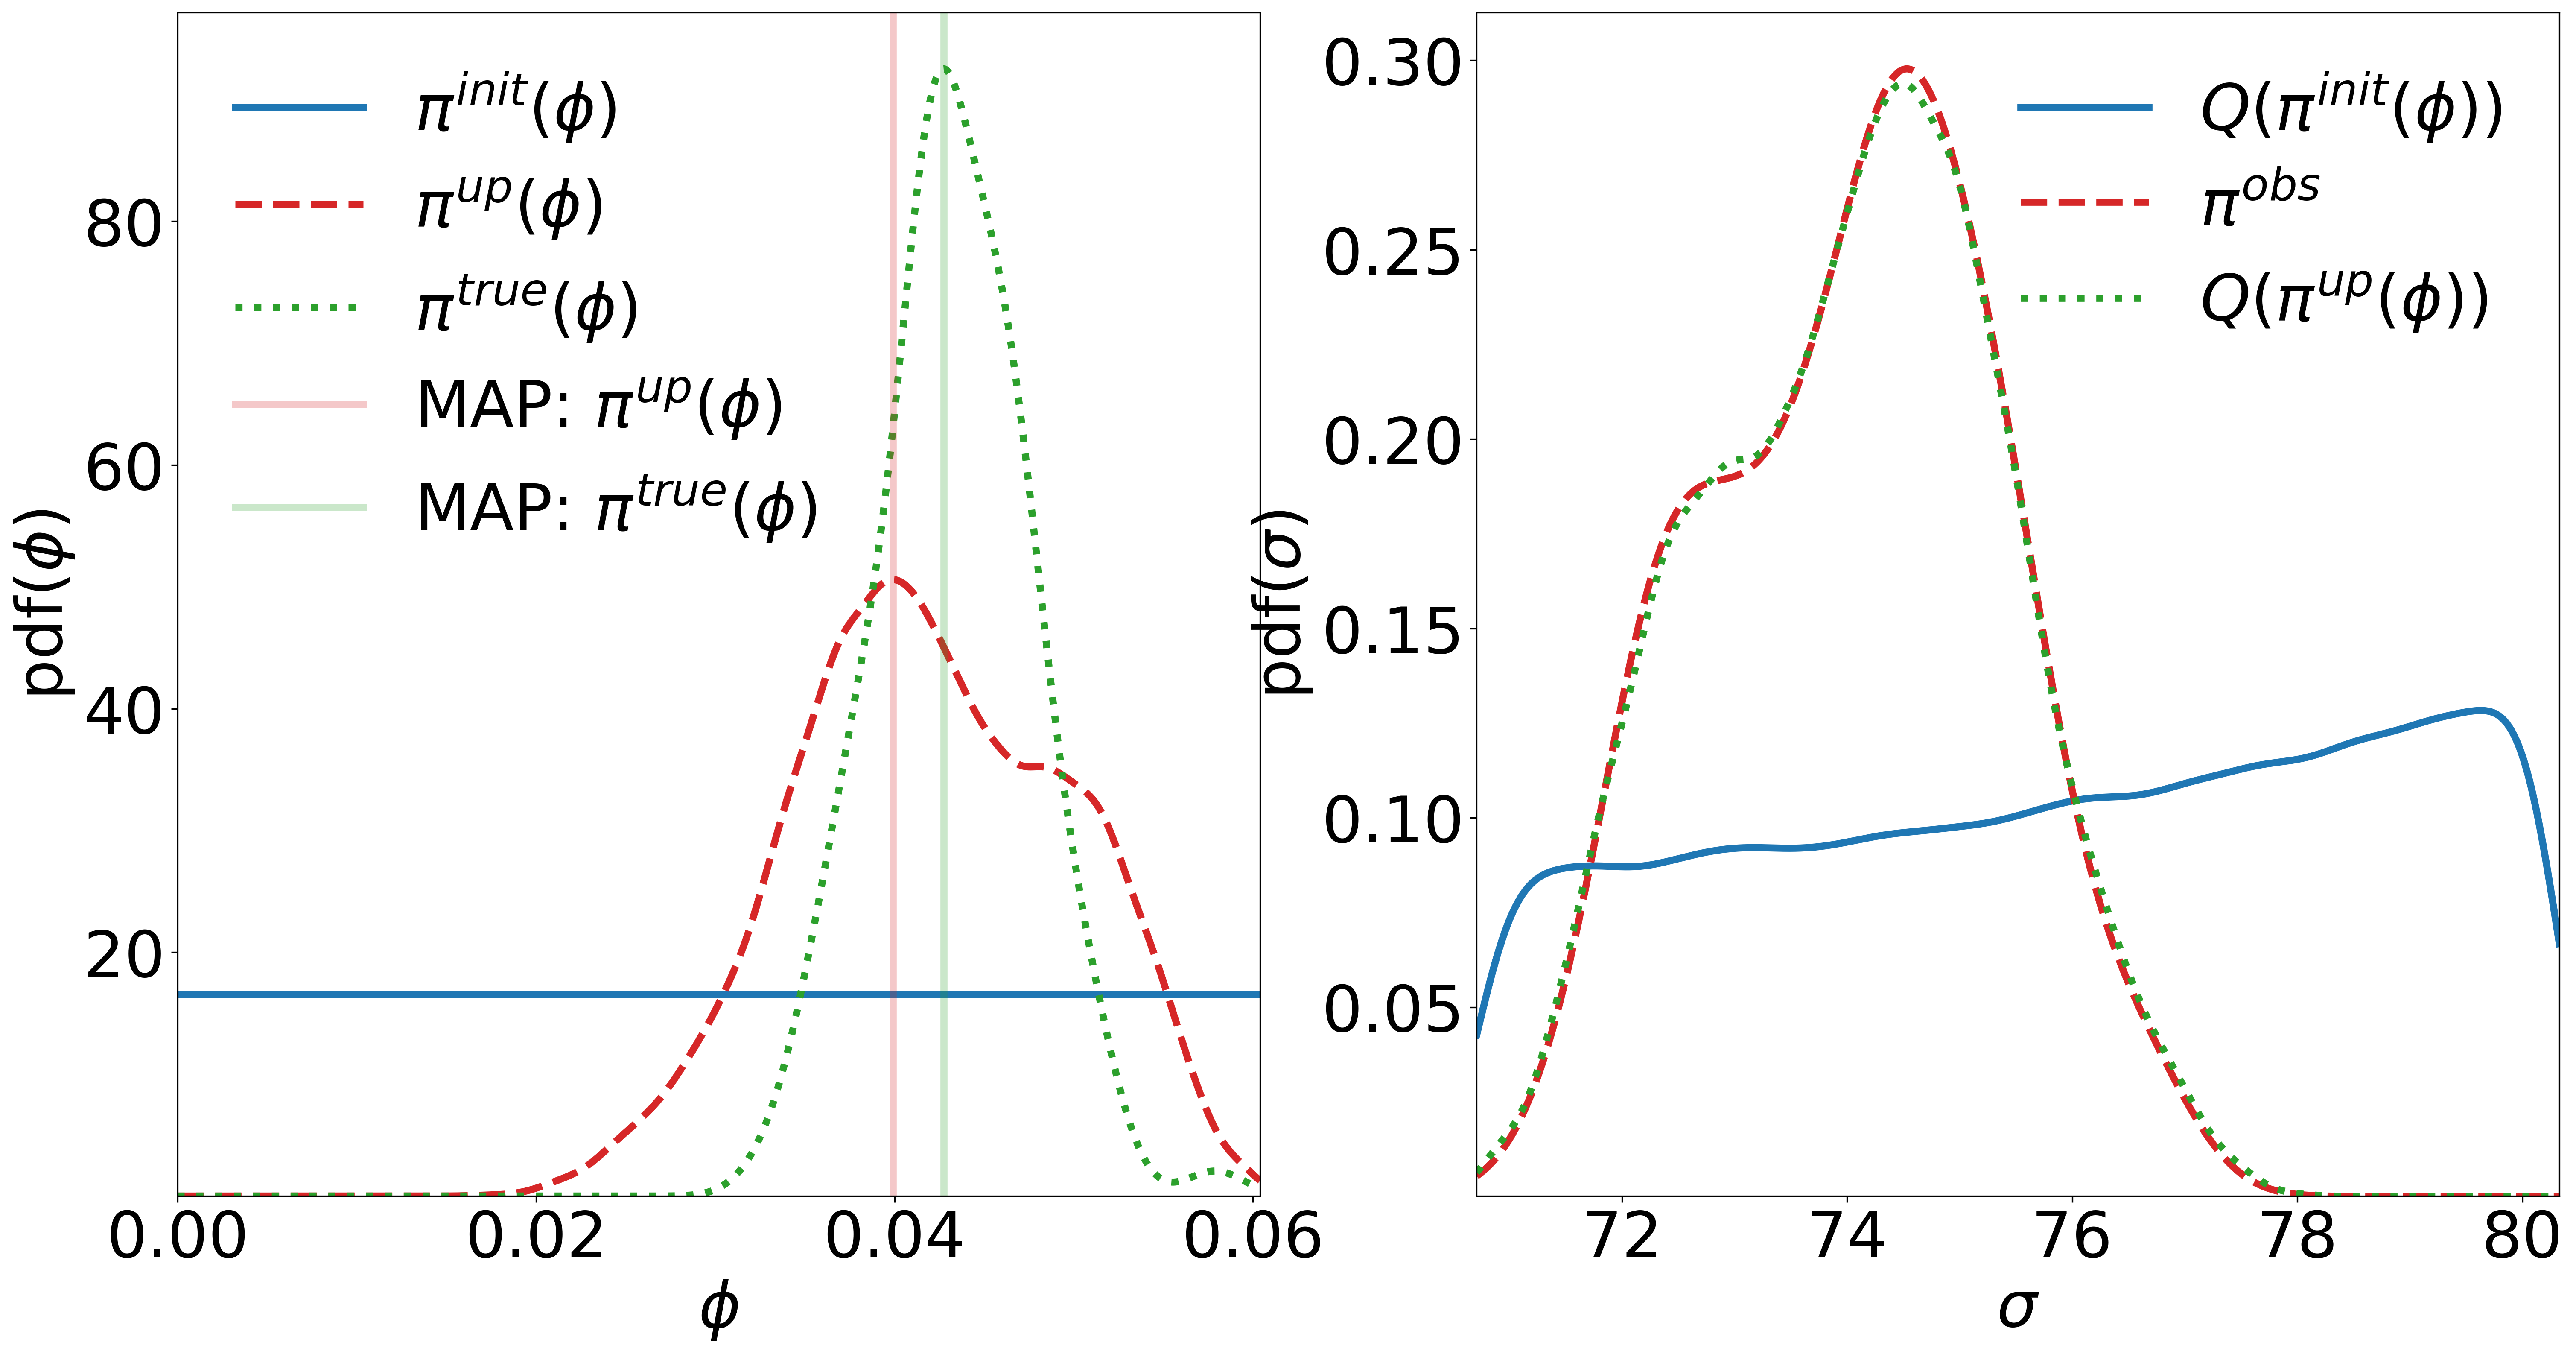 π^init(ϕ)
π^up(ϕ)
π^true(ϕ)
MAP: π^up(ϕ)
MAP: π^true(ϕ)
80
60
40
20
pdf(ϕ)
0.00 0.02 0.04 0.06
ϕ
Q(π^init(ϕ))
π^obs
Q(π^up(ϕ))
0.30
0.25
0.20
0.15
0.10
0.05
pdf(σ)
72 74 76 78 80
σ